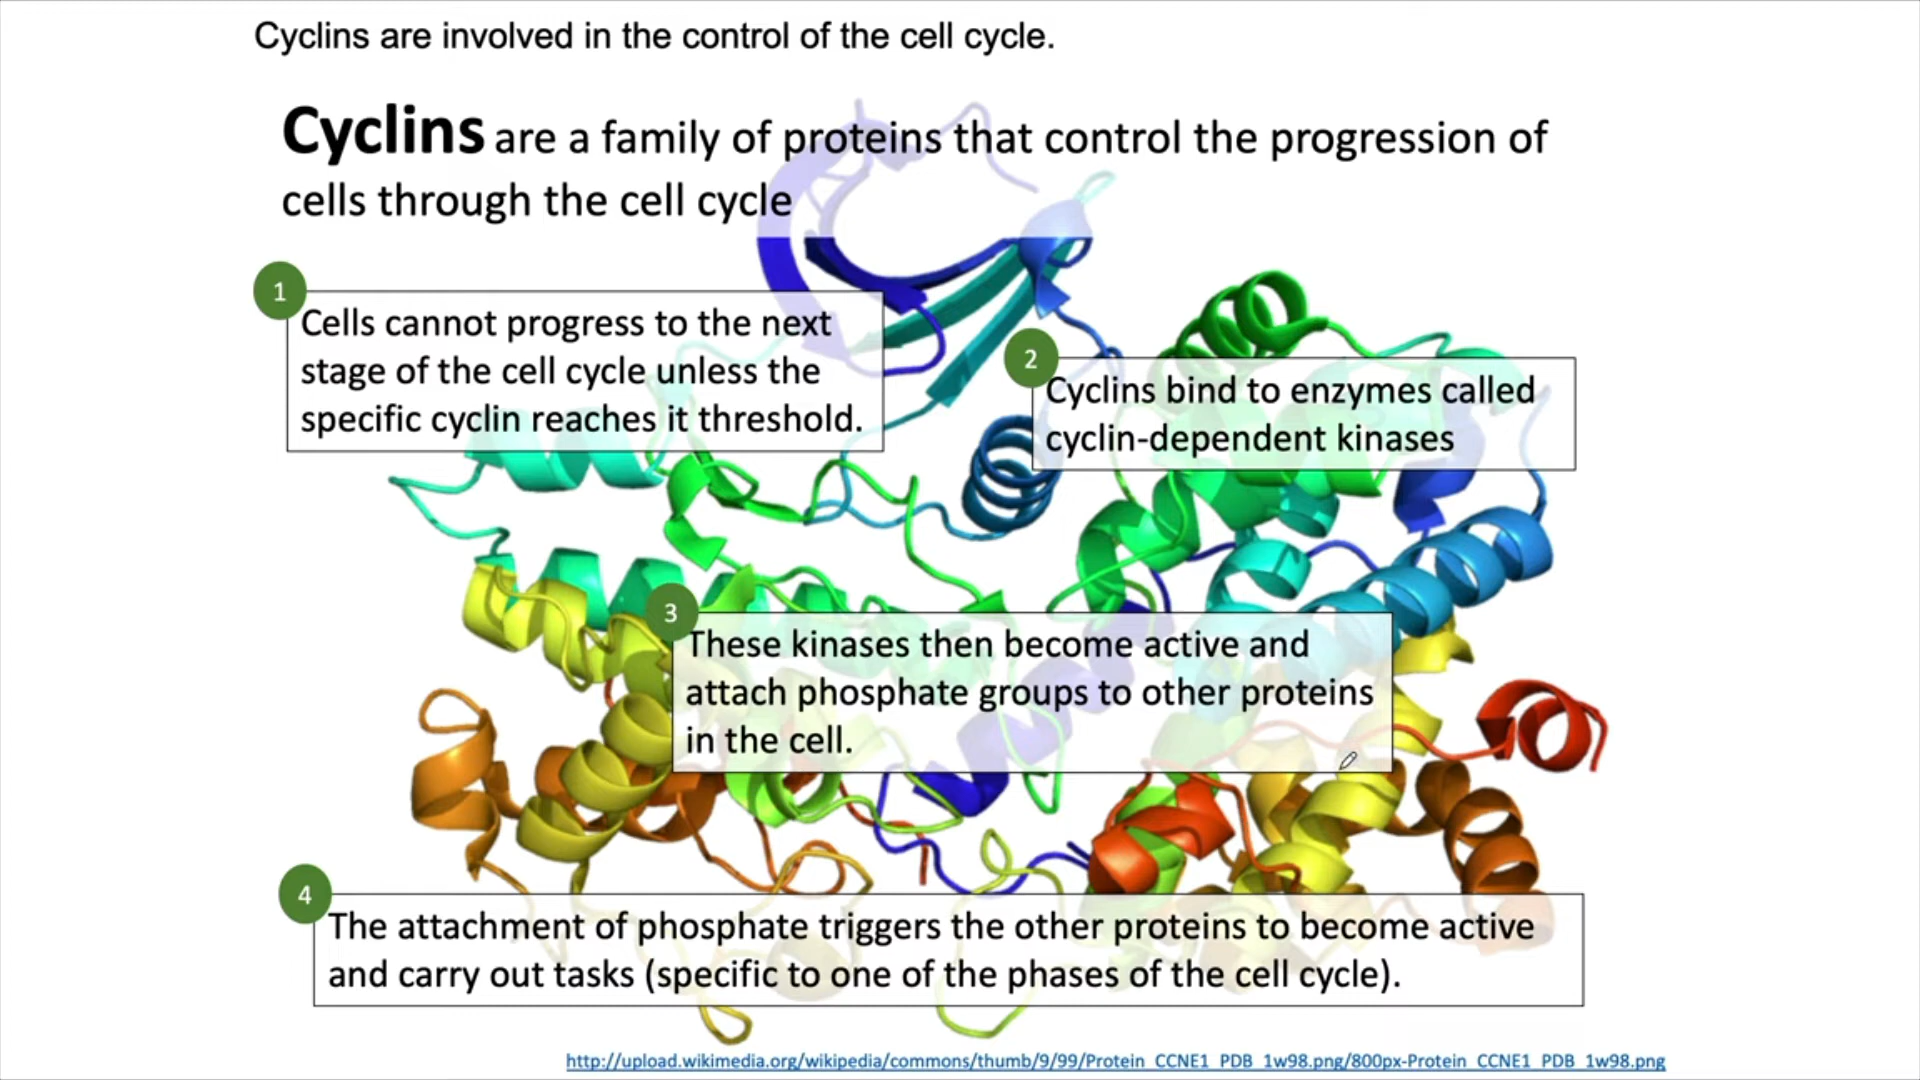 Cyclins are involved in the control of the cell cycle.
Cyclins are a family of proteins that control the progression of
cells through the cell cycle
1
Cells cannot progress to the next
stage of the cell cycle unless the
specific cyclin reaches it threshold.
2
Cyclins bind to enzymes called
cyclin-dependent kinases
3
These kinases then become active and
attach phosphate groups to other proteins
in the cell.
4
The attachment of phosphate triggers the other proteins to become active
and carry out tasks (specific to one of the phases of the cell cycle).
http://upload.wikimedia.org/wikipedia/commons/thumb/9/99/Protein_CCNE1_PDB_1w98.png/800px-Protein_CCNE1_PDB_1w98.png